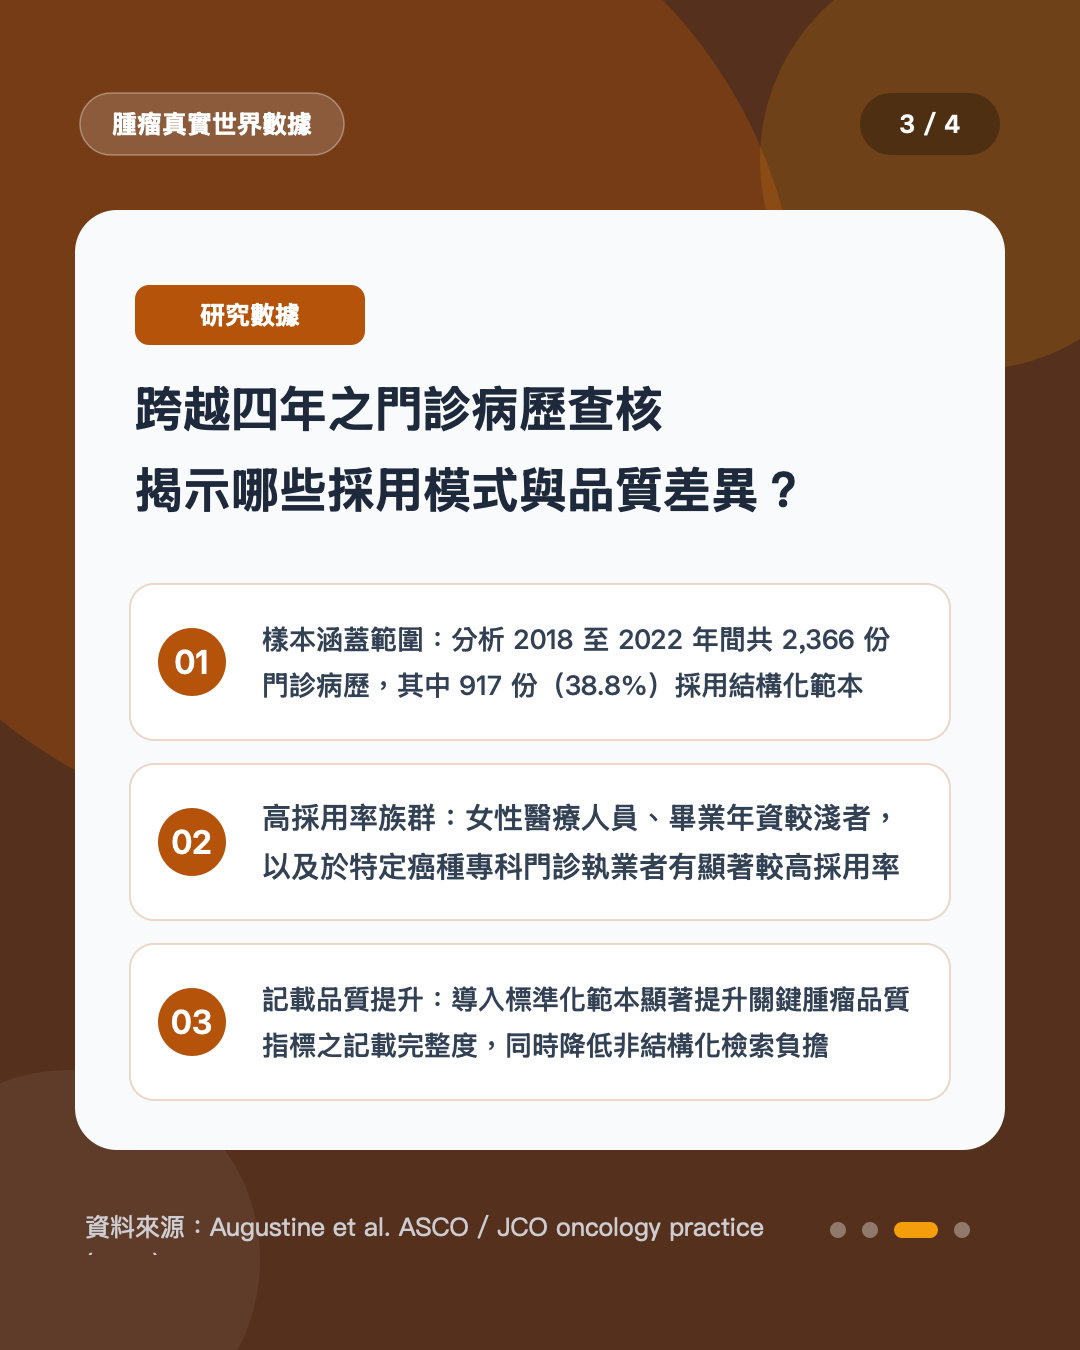 腫瘤真實世界數據
3 / 4
研究數據
跨越四年之門診病歷查核
揭示哪些採用模式與品質差異？
01
樣本涵蓋範圍：分析 2018 至 2022 年間共 2,366 份
門診病歷，其中 917 份（38.8%）採用結構化範本
02
高採用率族群：女性醫療人員、畢業年資較淺者，
以及於特定癌種專科門診執業者有顯著較高採用率
03
記載品質提升：導入標準化範本顯著提升關鍵腫瘤品質
指標之記載完整度，同時降低非結構化檢索負擔
資料來源：Augustine et al. ASCO / JCO oncology practice